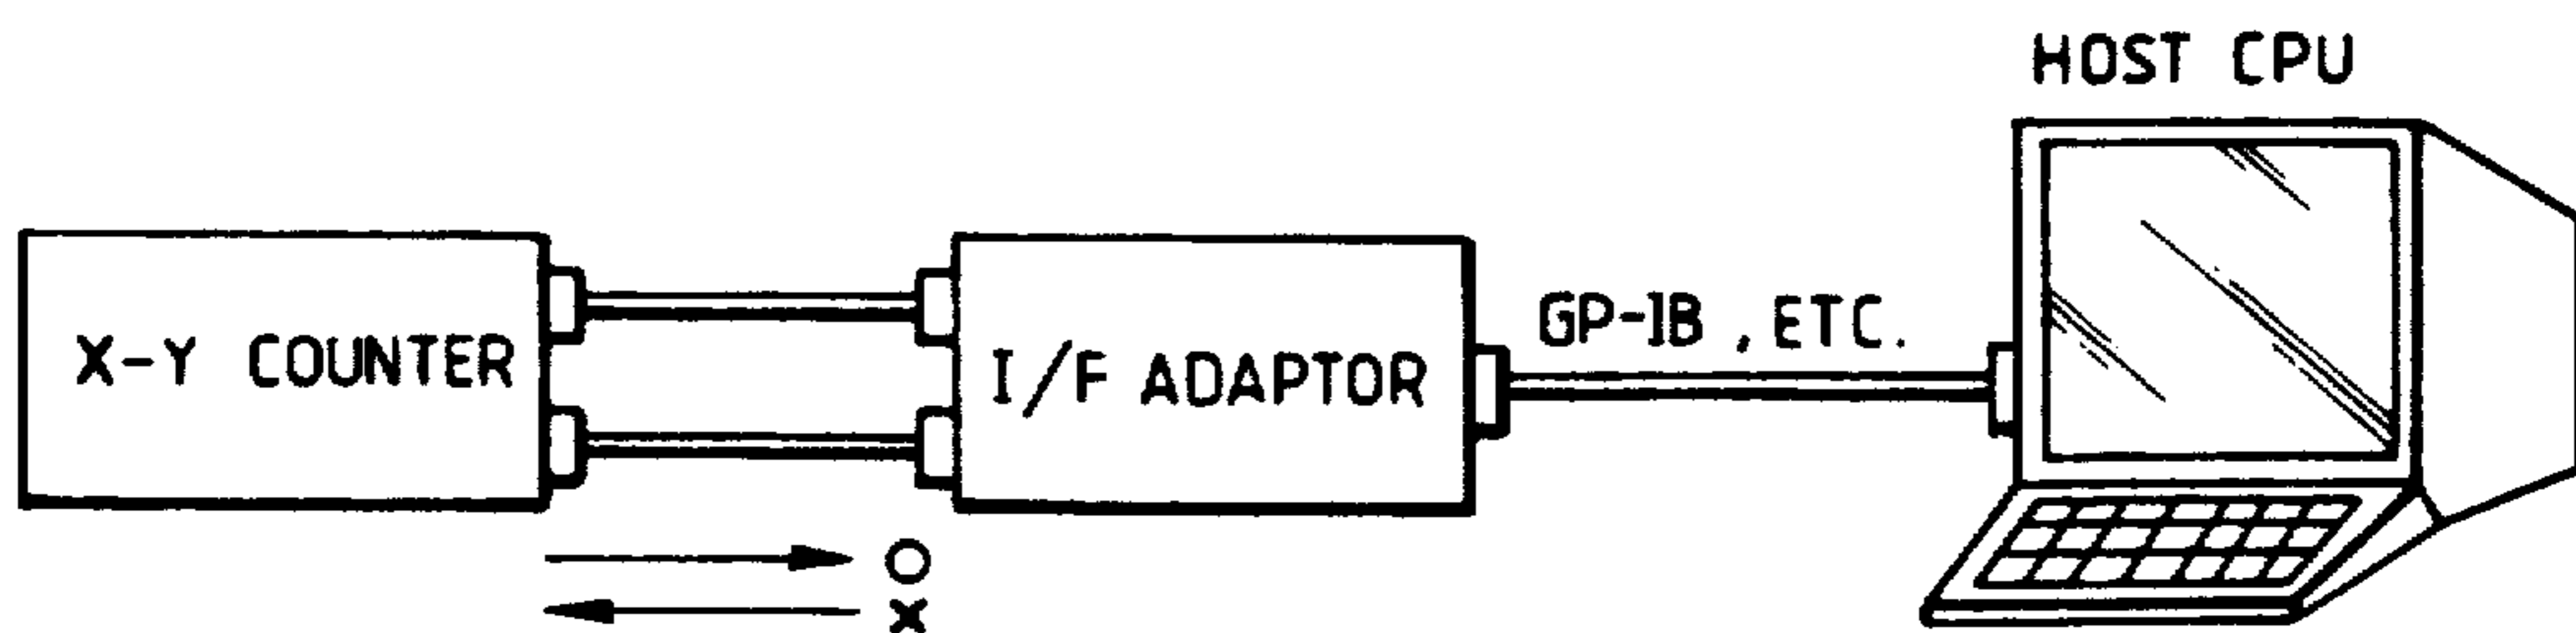 HOST CPU
X-Y COUNTER
I/F ADAPTOR
GP-IB , ETC.
O
X